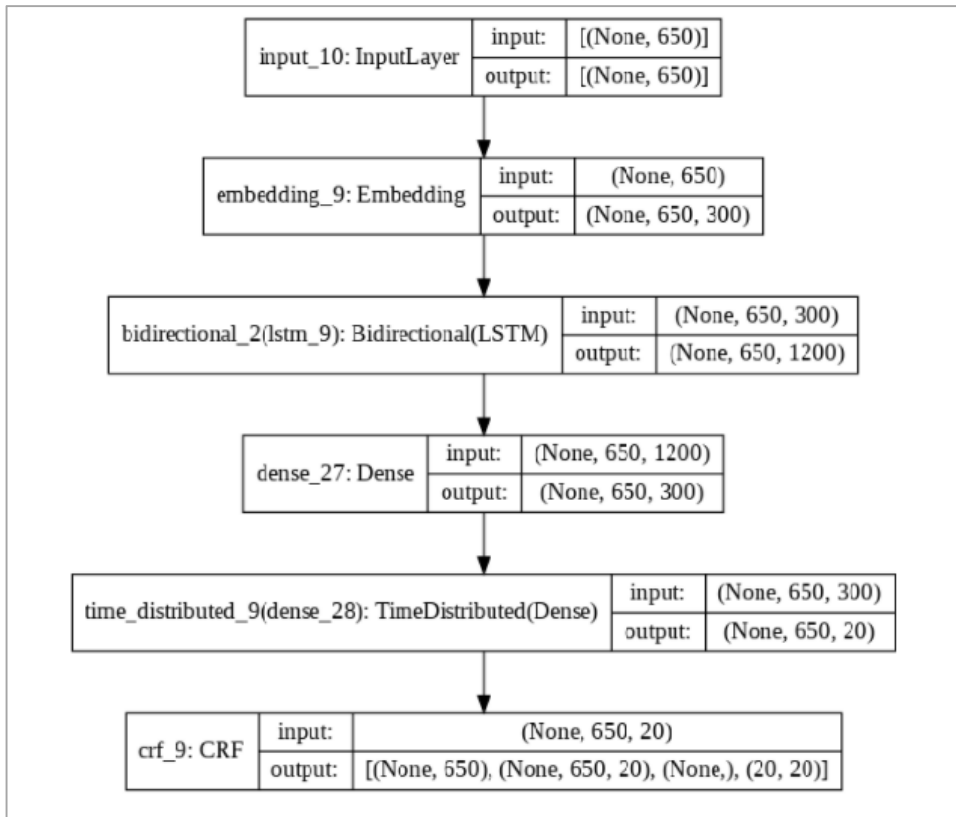 input_10: InputLayer
input: [(None, 650)]
output: [(None, 650)]
embedding_9: Embedding
input: (None, 650)
output: (None, 650, 300)
bidirectional_2(lstm_9): Bidirectional(LSTM)
input: (None, 650, 300)
output: (None, 650, 1200)
dense_27: Dense
input: (None, 650, 1200)
output: (None, 650, 300)
time_distributed_9(dense_28): TimeDistributed(Dense)
input: (None, 650, 300)
output: (None, 650, 20)
crf_9: CRF
input: (None, 650, 20)
output: [(None, 650), (None, 650, 20), (None,), (20, 20)]